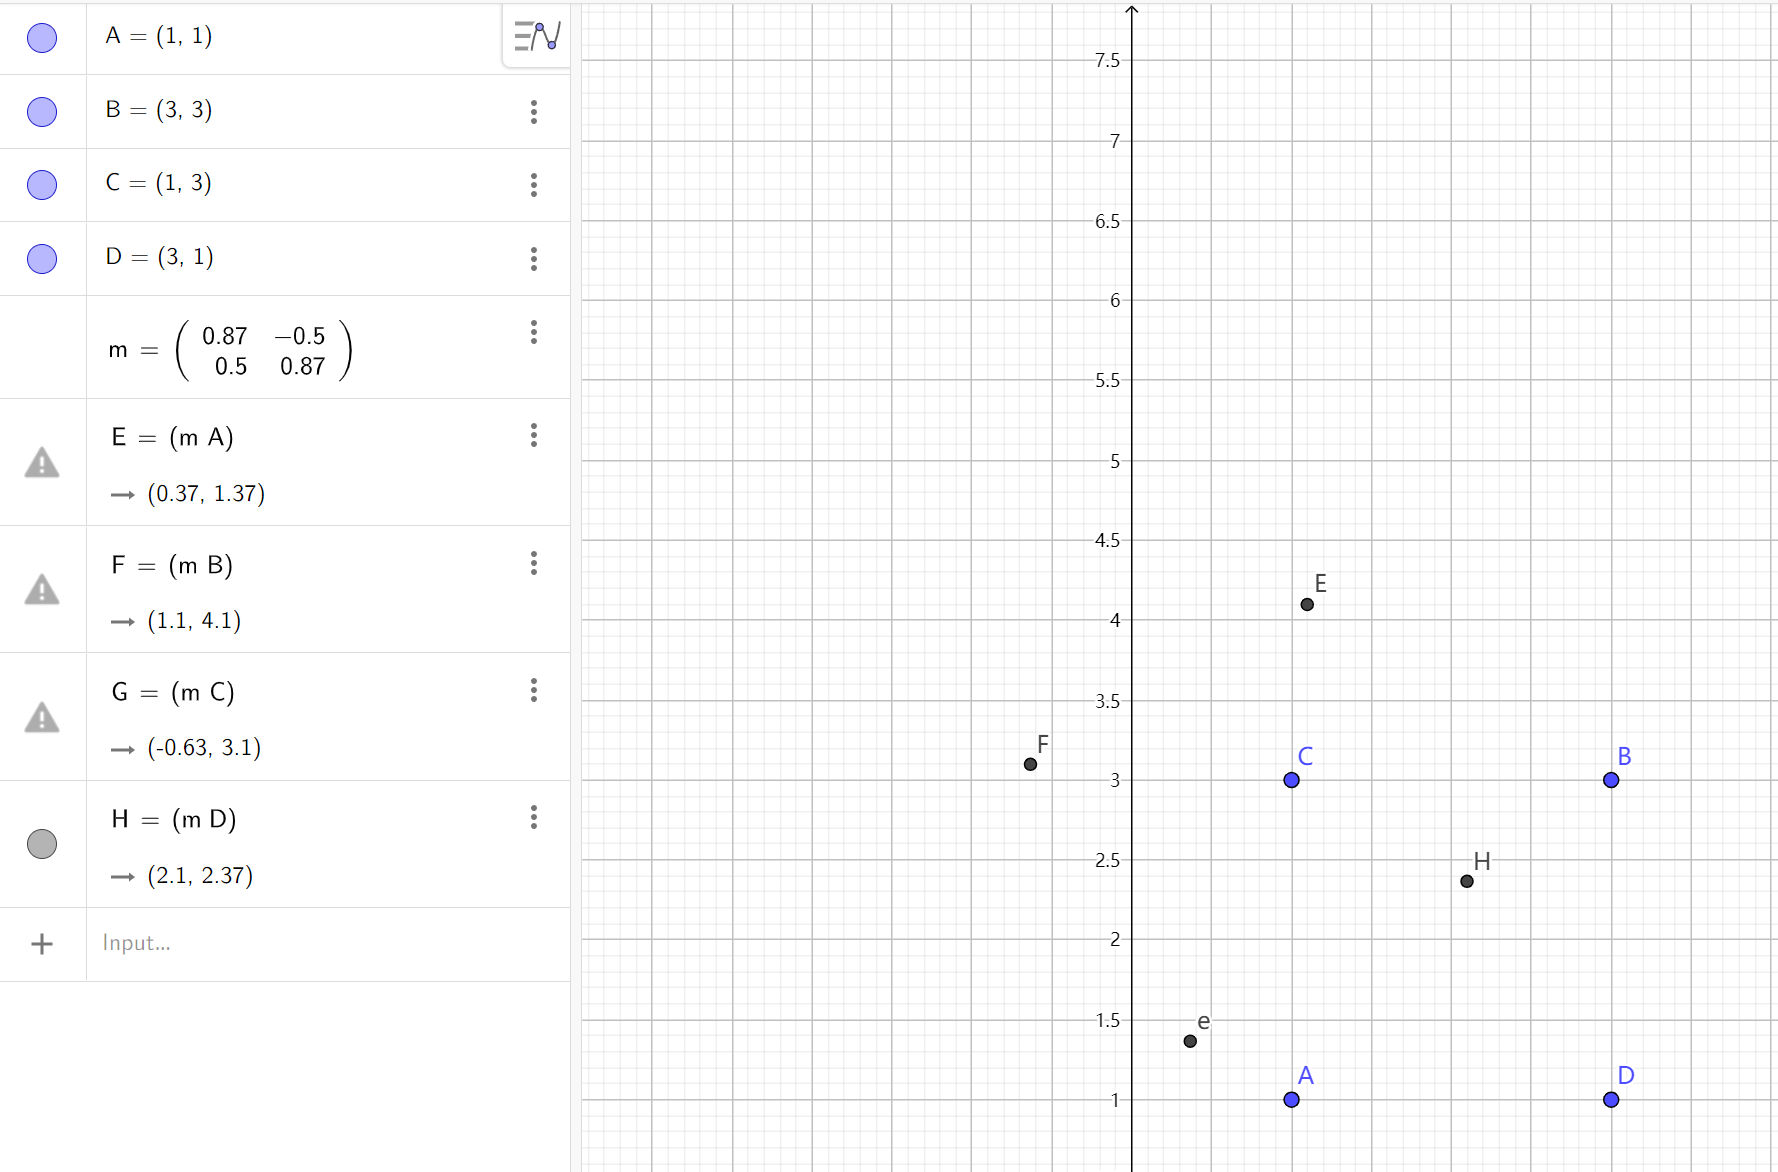 A = (1, 1)
B = (3, 3)
C = (1, 3)
D = (3, 1)
m = ( 0.87 −0.5
0.5 0.87 )
E = (m A)
→ (0.37, 1.37)
F = (m B)
→ (1.1, 4.1)
G = (m C)
→ (-0.63, 3.1)
H = (m D)
→ (2.1, 2.37)
+ Input...
7.5
7
6.5
6
5.5
5
4.5
E
4
3.5
F
C B
3
2.5 H
2
1.5 e
A D
1